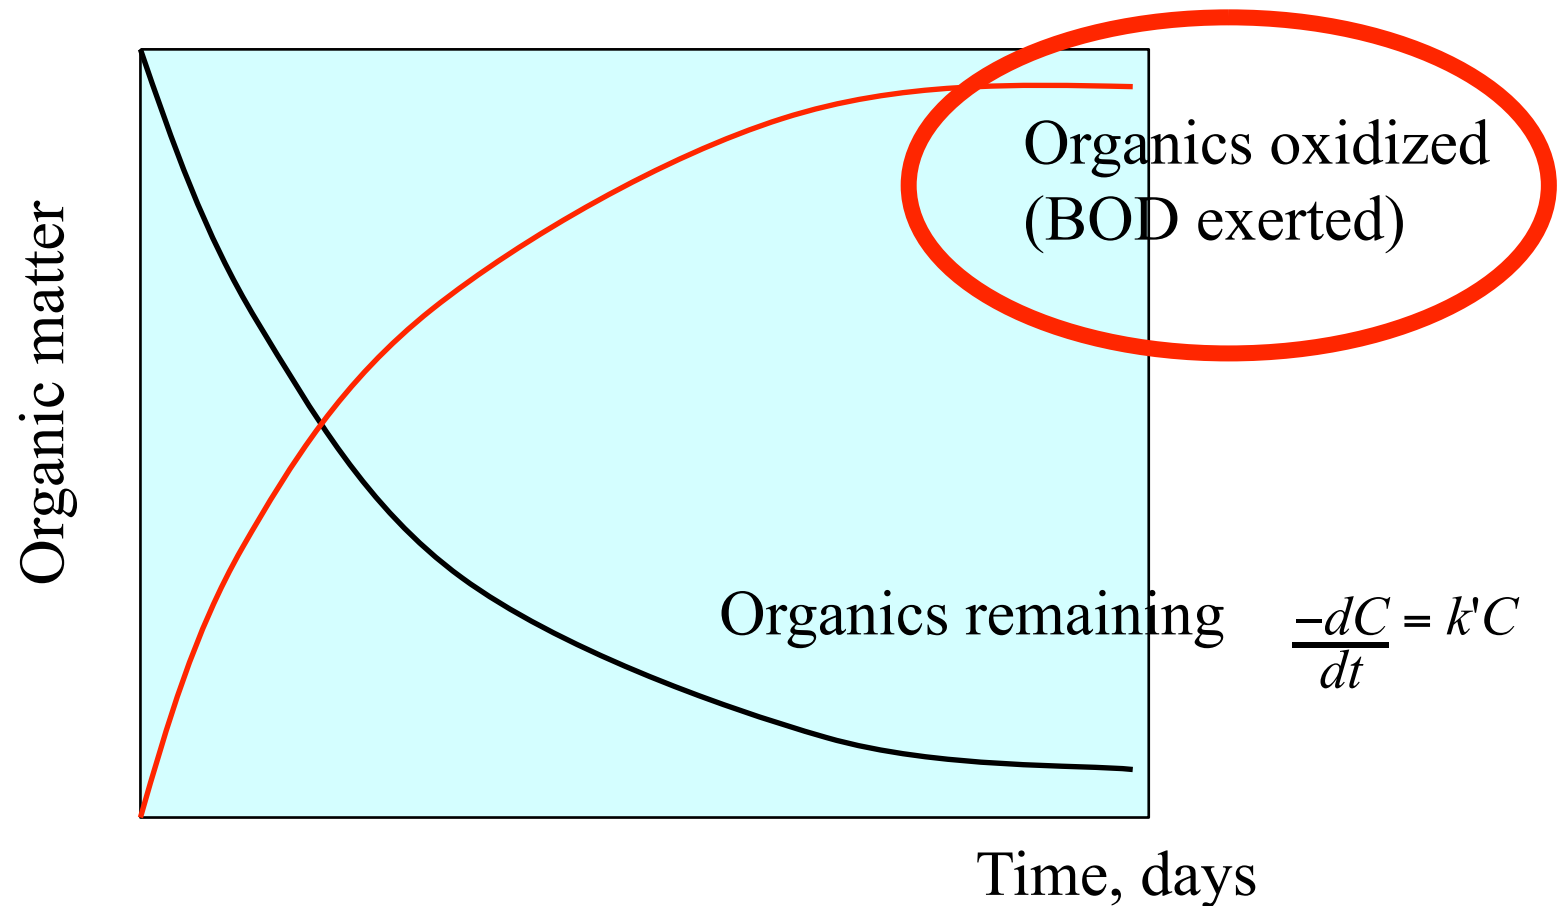 Organic matter
Organics oxidized
(BOD exerted)
Organics remaining
−dC = k'C
dt
Time, days